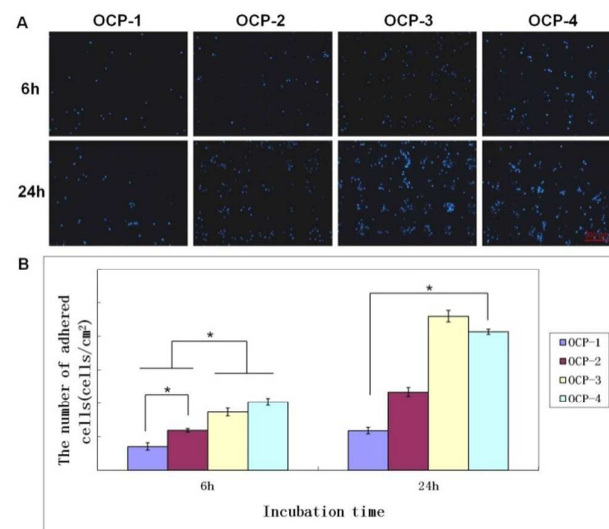 A
OCP-1 OCP-2 OCP-3 OCP-4
6h
24h
B
The number of adhered
cells(cells/cm²)
*
*
*
6h 24h
Incubation time
OCP-1
OCP-2
OCP-3
OCP-4